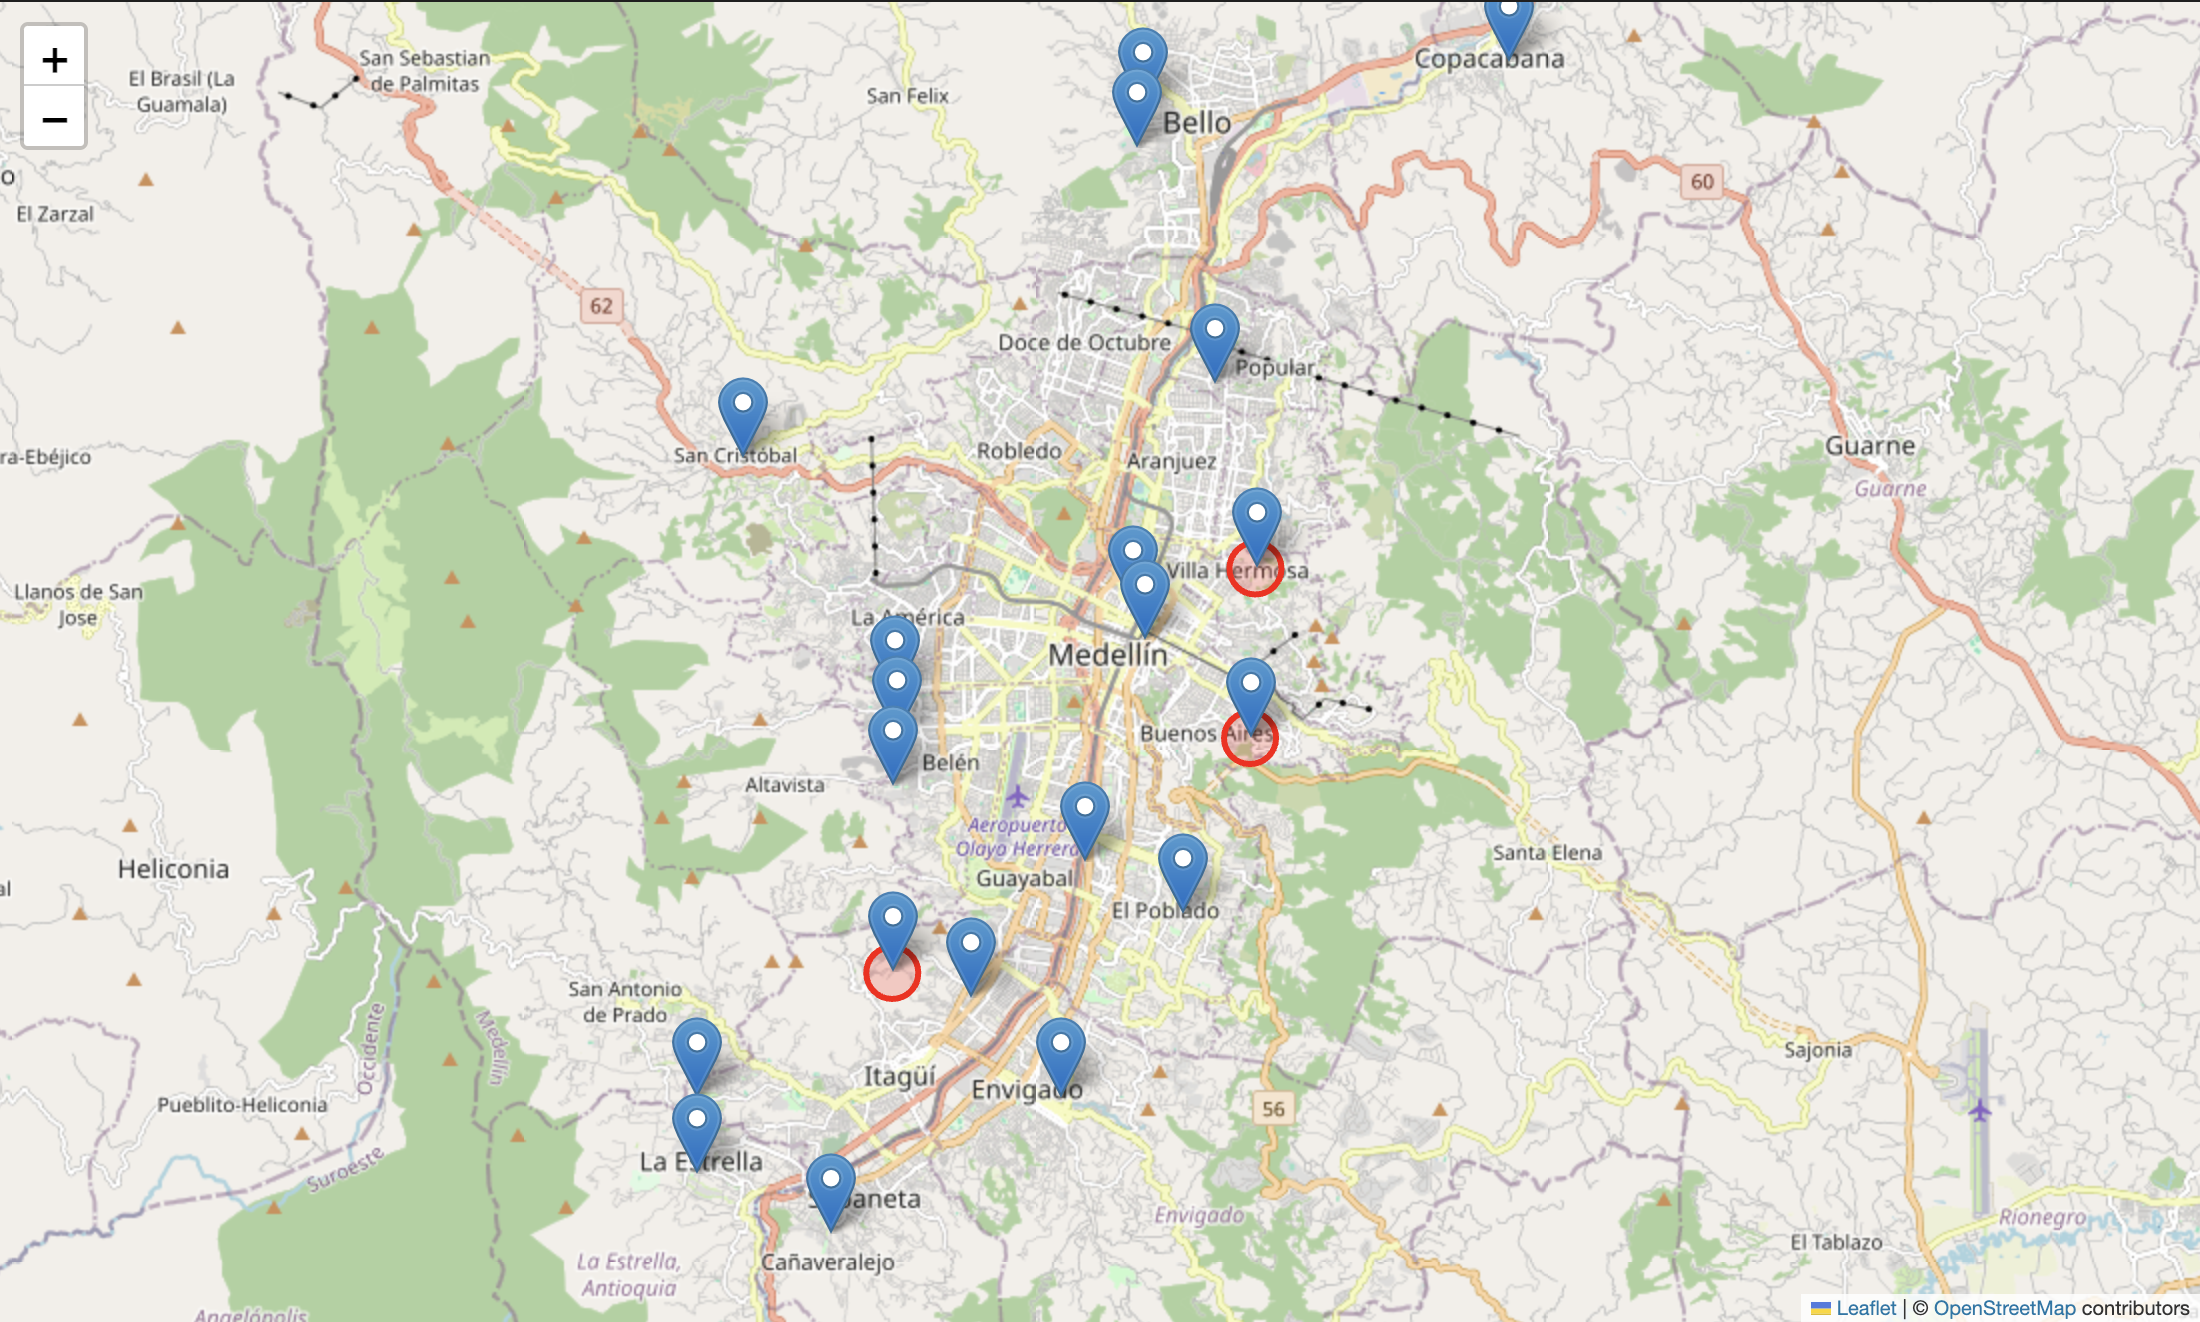 +
−
San Sebastian
de Palmitas
El Brasil (La
Guamala)
San Felix
Copacabana
Bello
El Zarzal
60
62
Doce de Octubre
Popular
San Cristóbal
Robledo
Aranjuez
Guarne
Guarne
ra-Ebéjico
Llanos de San
Jose
Villa Hermosa
La América
Medellín
Buenos Aires
Belén
Altavista
Aeropuerto
Olaya Herrera
Guayabal
El Poblado
Santa Elena
Heliconia
al
San Antonio
de Prado
Occidente
Medellín
Itagüí
Envigado
Sajonia
Pueblito-Heliconia
56
Suroeste
La Estrella
Sabaneta
Envigado
Rionegro
El Tablazo
Cañaveralejo
La Estrella,
Antioquia
Angelópolis
Leaflet | © OpenStreetMap contributors